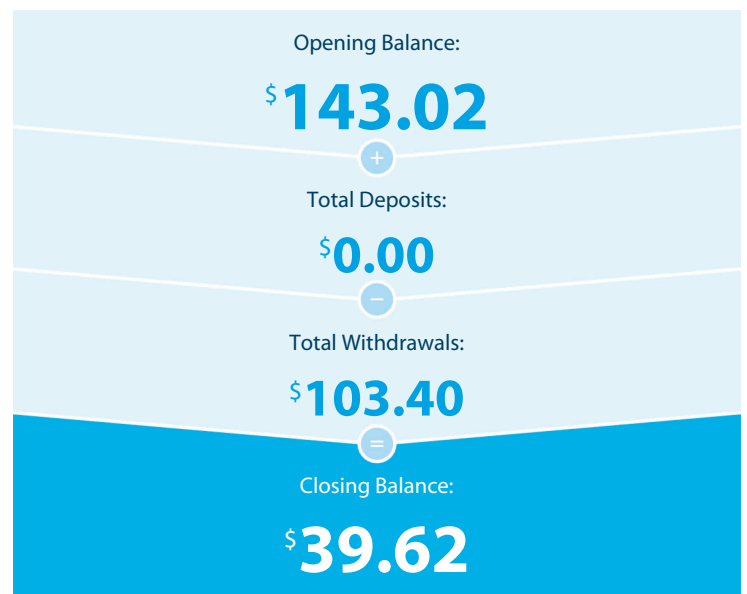 Opening Balance:
$143.02
+
Total Deposits:
$0.00
−
Total Withdrawals:
$103.40
=
Closing Balance:
$39.62